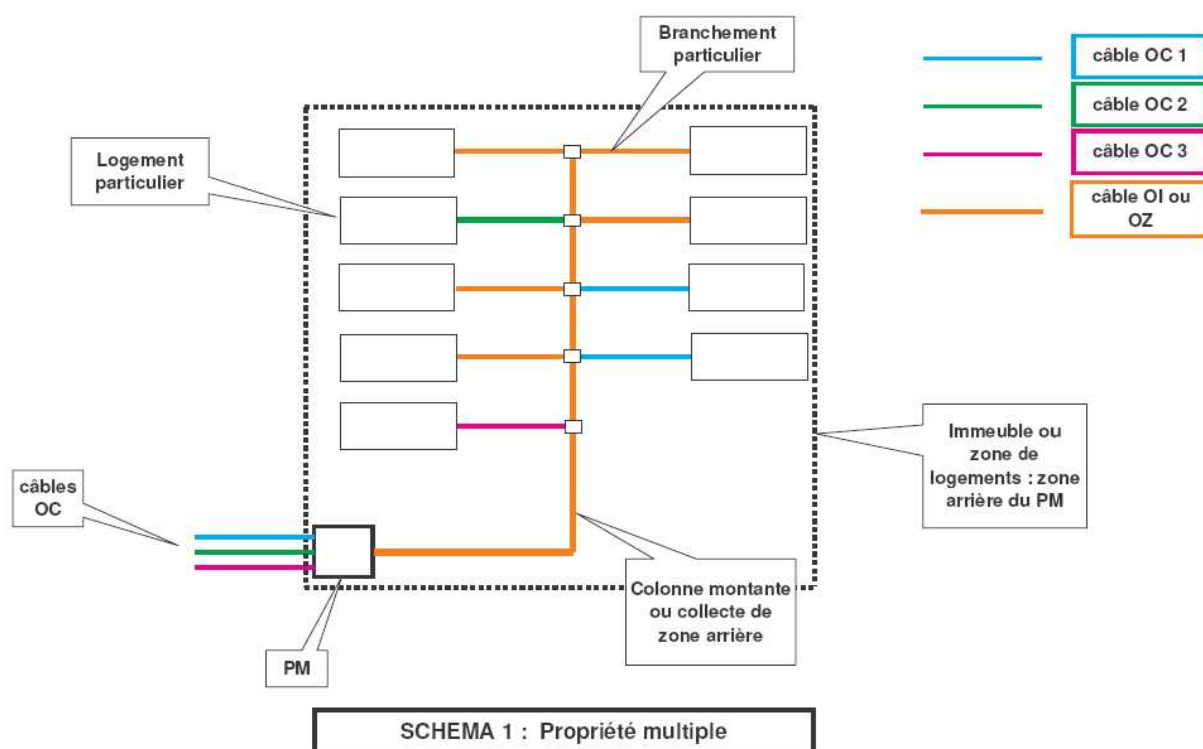 Branchement
particulier
câble OC 1
câble OC 2
câble OC 3
câble OI ou
OZ
Logement
particulier
Immeuble ou
zone de
logements : zone
arrière du PM
câbles
OC
Colonne montante
ou collecte de
zone arrière
PM
SCHEMA 1 : Propriété multiple